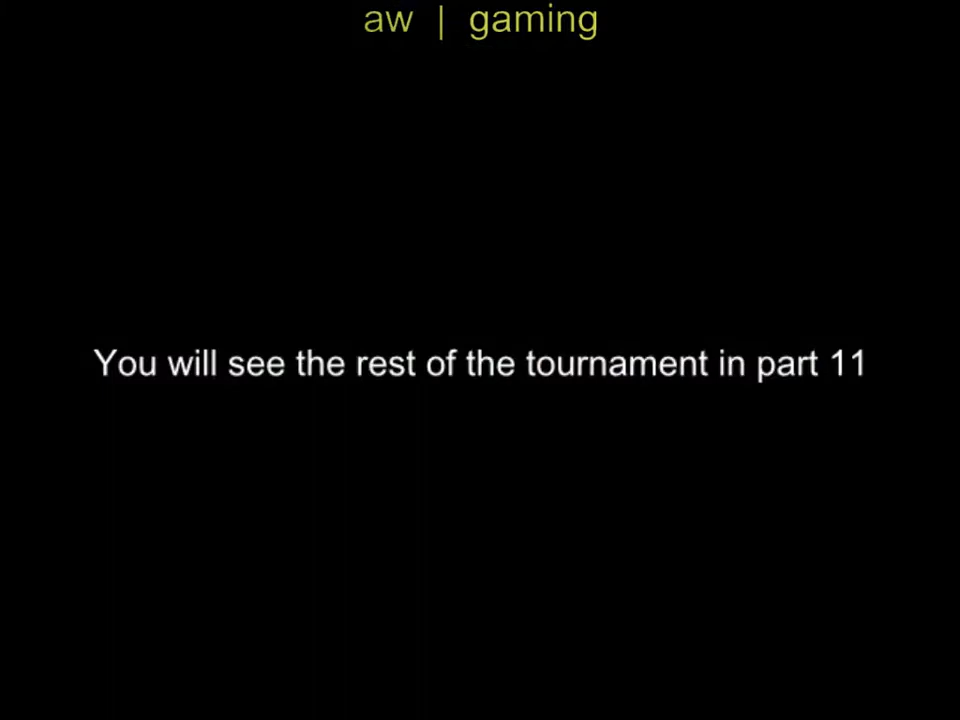 aw | gaming
You will see the rest of the tournament in part 11